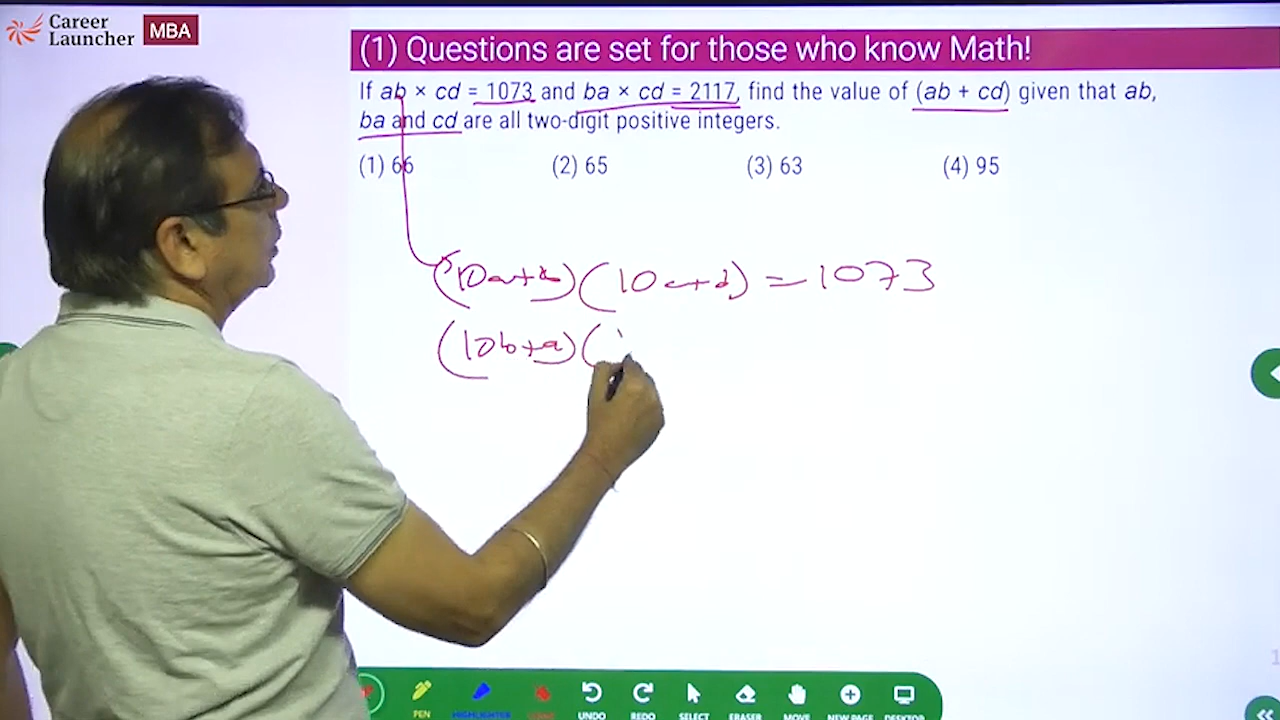 Career
Launcher
MBA
(1) Questions are set for those who know Math!
If ab × cd = 1073 and ba × cd = 2117, find the value of (ab + cd) given that ab,
ba and cd are all two-digit positive integers.
(1) 66 (2) 65 (3) 63 (4) 95
(10a+b)(10c+d) = 1073
(10b+a)(
PEN HIGHLIGHTER UNDO REDO SELECT ERASER MOVE NEW PAGE DESKTOP
1